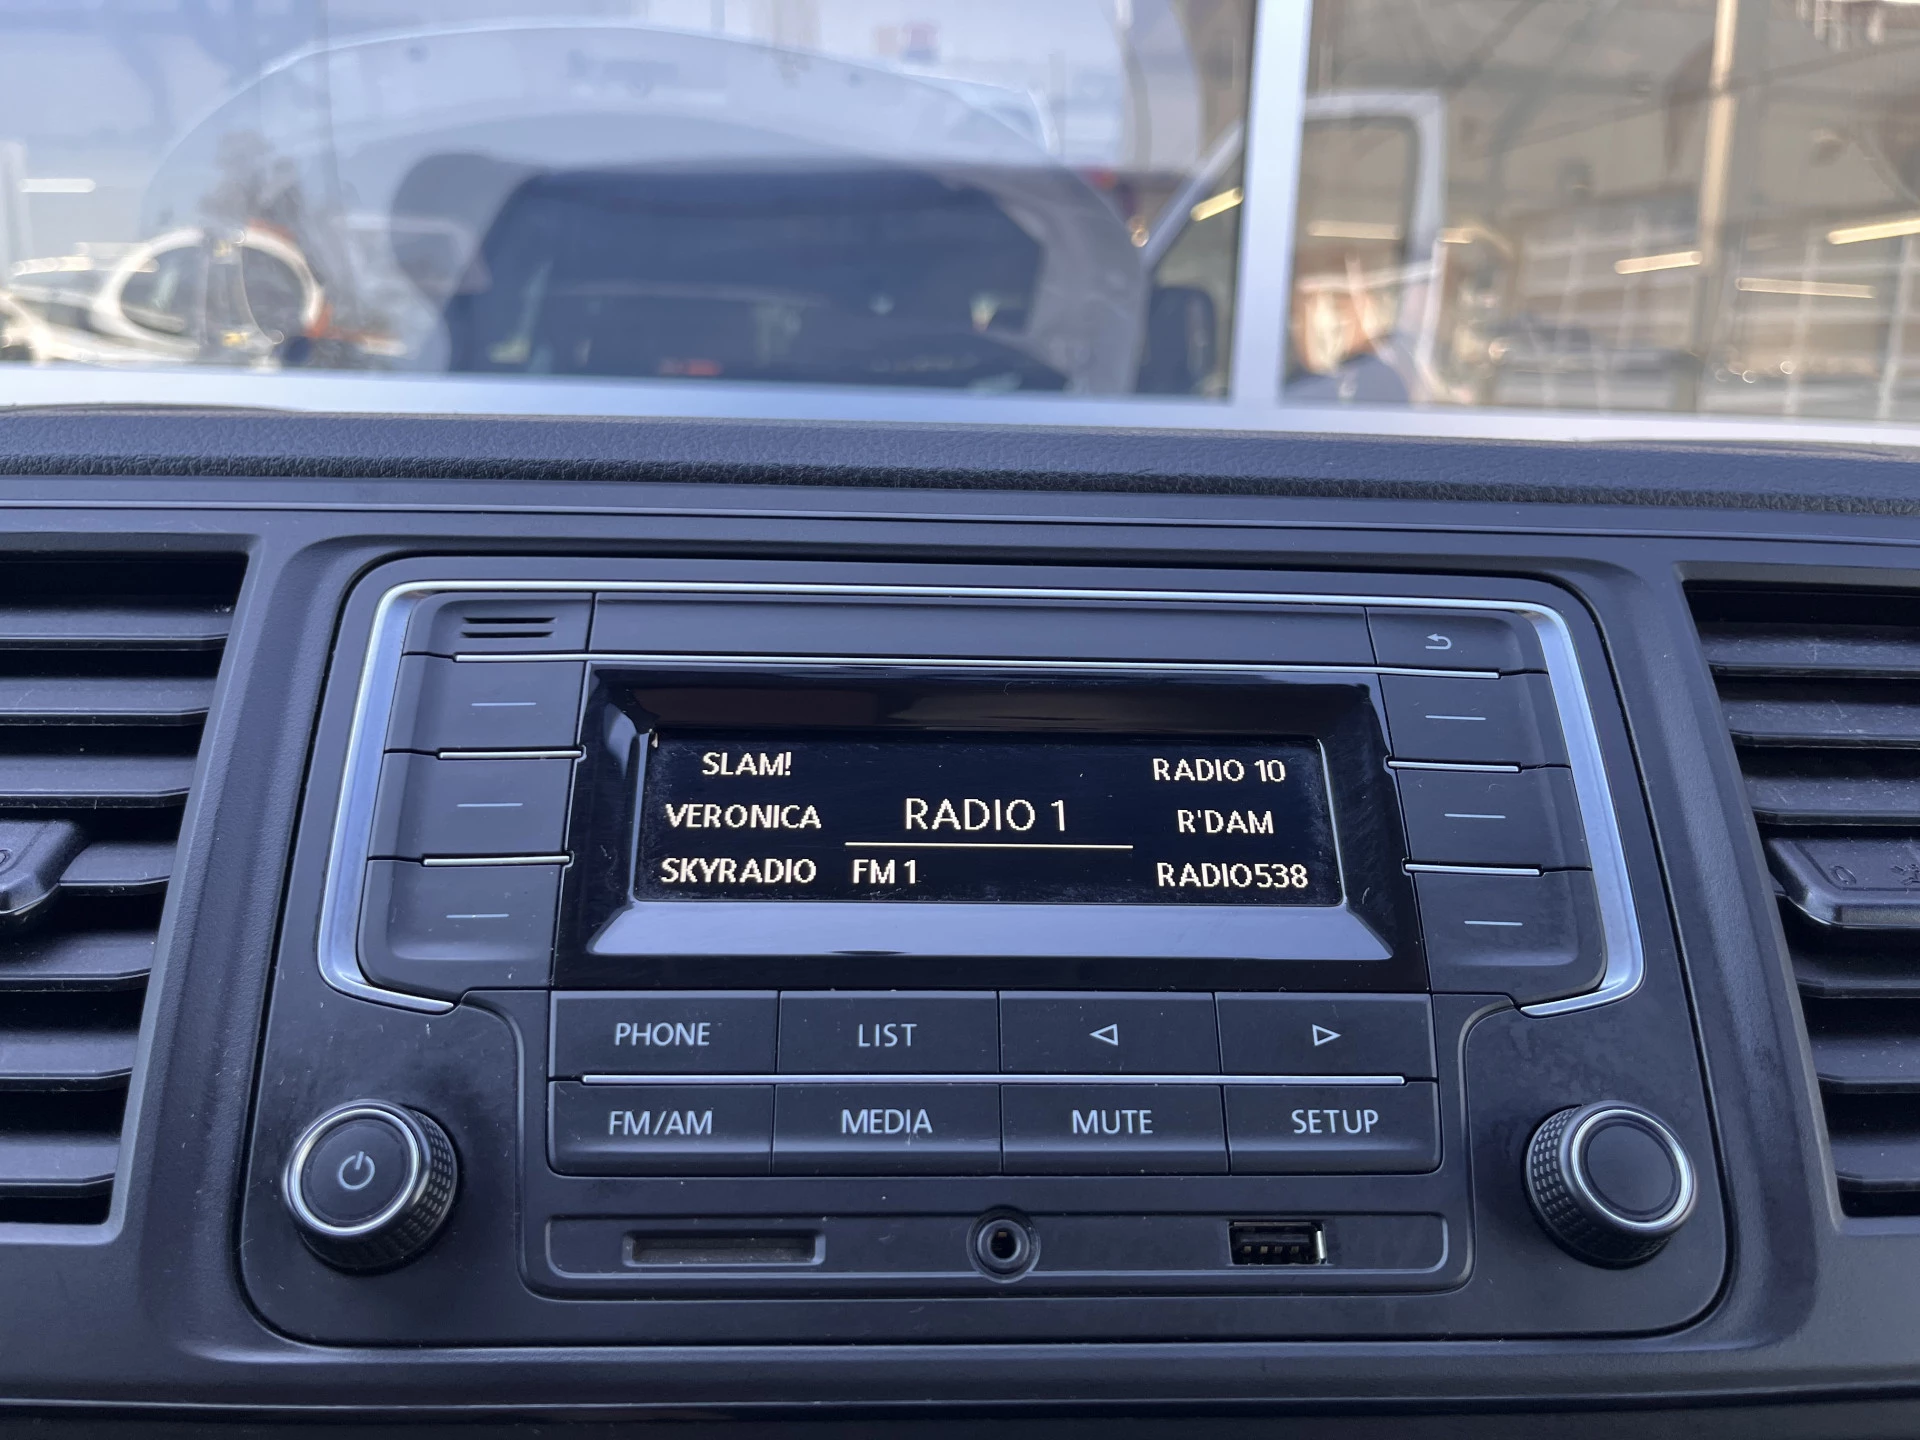 SLAM!
RADIO 10
VERONICA
RADIO 1
R'DAM
SKYRADIO
FM 1
RADIO538
PHONE
LIST
FM/AM
MEDIA
MUTE
SETUP